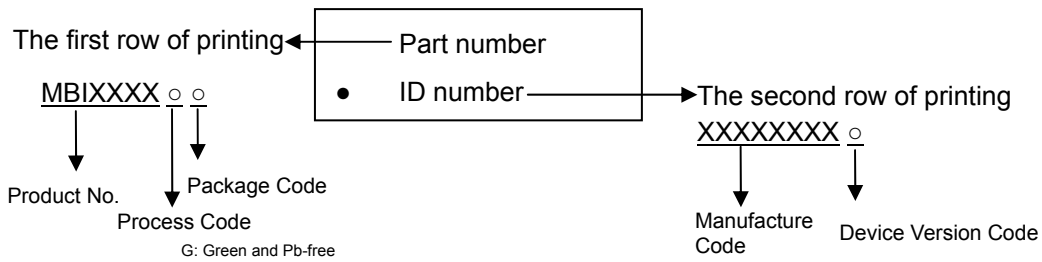 The first row of printing
Part number
MBIXXXX ○ ○
● ID number
The second row of printing
XXXXXXXX ○
Product No.
Package Code
Process Code
G: Green and Pb-free
Manufacture
Code
Device Version Code